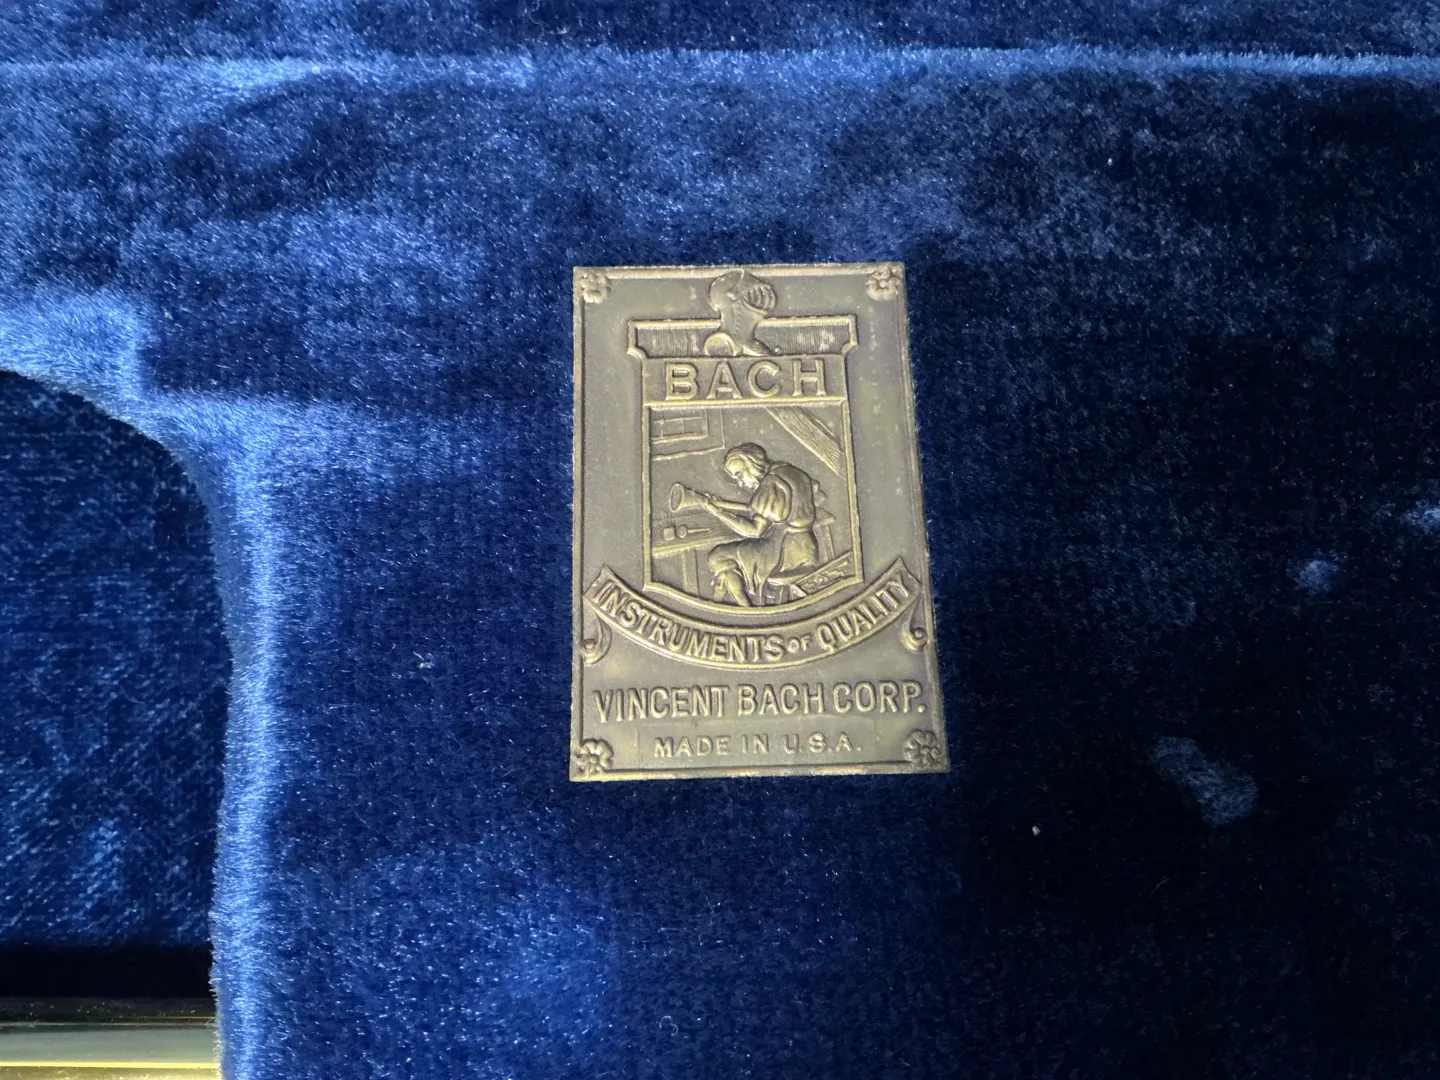 BACH
INSTRUMENTS OF QUALITY
VINCENT BACH CORP.
MADE IN U.S.A.